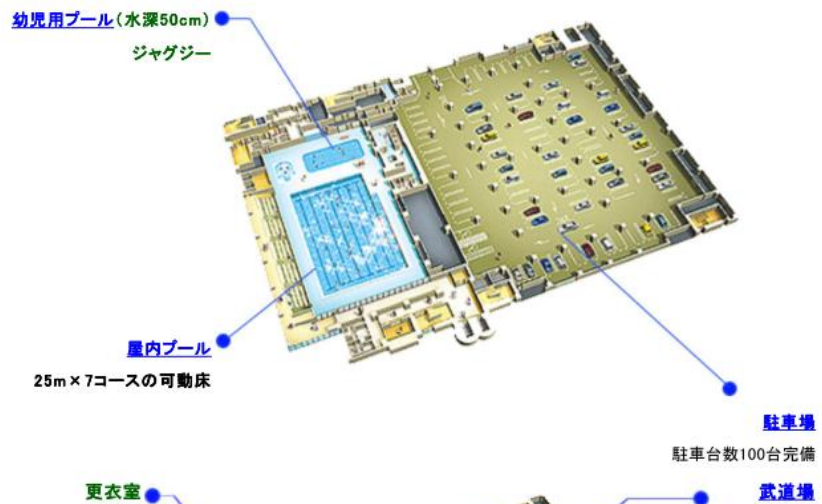 幼児用プール(水深50cm)
ジャグジー
屋内プール
25m×7コースの可動床
駐車場
駐車台数100台完備
更衣室
武道場